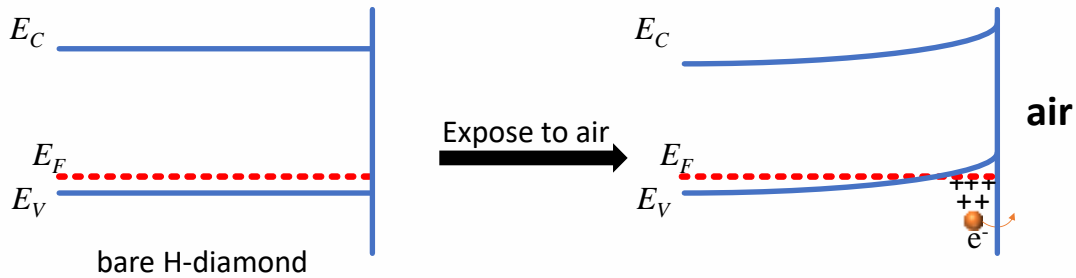 E_C
E_F
E_V
bare H-diamond
Expose to air
E_C
E_F
E_V
+++
++
e⁻
air